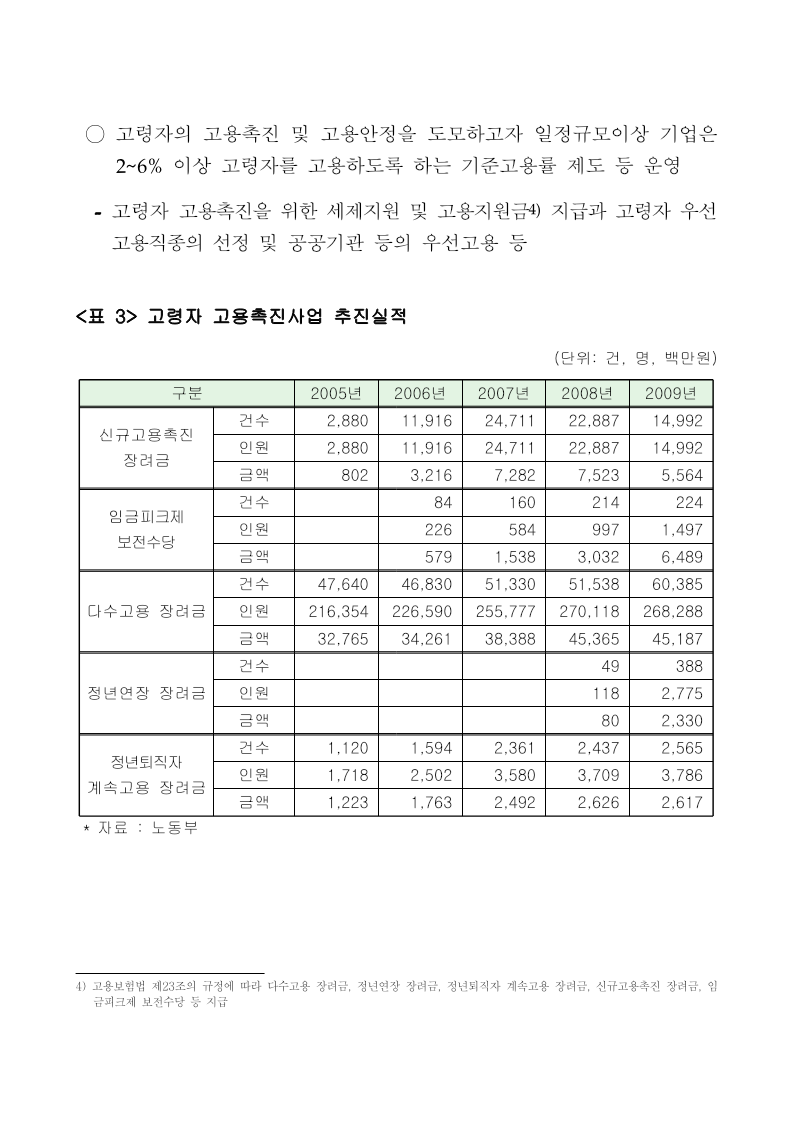 ○ 고령자의 고용촉진 및 고용안정을 도모하고자 일정규모이상 기업은
2~6% 이상 고령자를 고용하도록 하는 기준고용률 제도 등 운영
- 고령자 고용촉진을 위한 세제지원 및 고용지원금4) 지급과 고령자 우선
고용직종의 선정 및 공공기관 등의 우선고용 등
<표 3> 고령자 고용촉진사업 추진실적
(단위: 건, 명, 백만원)
구분 2005년 2006년 2007년 2008년 2009년
신규고용촉진
장려금
건수 2,880 11,916 24,711 22,887 14,992
인원 2,880 11,916 24,711 22,887 14,992
금액 802 3,216 7,282 7,523 5,564
임금피크제
보전수당
건수 84 160 214 224
인원 226 584 997 1,497
금액 579 1,538 3,032 6,489
다수고용 장려금
건수 47,640 46,830 51,330 51,538 60,385
인원 216,354 226,590 255,777 270,118 268,288
금액 32,765 34,261 38,388 45,365 45,187
정년연장 장려금
건수 49 388
인원 118 2,775
금액 80 2,330
정년퇴직자
계속고용 장려금
건수 1,120 1,594 2,361 2,437 2,565
인원 1,718 2,502 3,580 3,709 3,786
금액 1,223 1,763 2,492 2,626 2,617
* 자료 : 노동부
4) 고용보험법 제23조의 규정에 따라 다수고용 장려금, 정년연장 장려금, 정년퇴직자 계속고용 장려금, 신규고용촉진 장려금, 임
금피크제 보전수당 등 지급